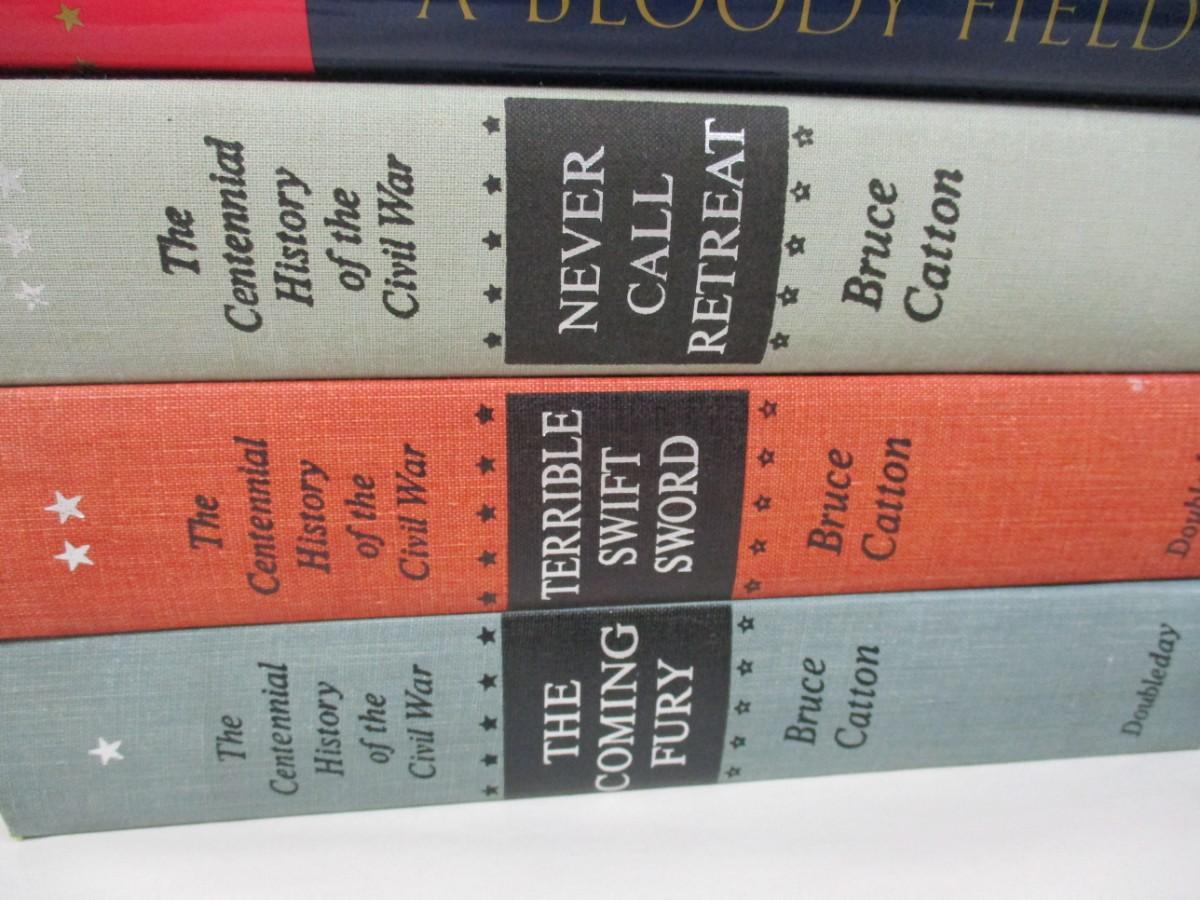 A BLOODY FIELD
The
Centennial
History
of the
Civil War
NEVER
CALL
RETREAT
Bruce
Catton
The
Centennial
History
of the
Civil War
TERRIBLE
SWIFT
SWORD
Bruce
Catton
The
Centennial
History
of the
Civil War
THE
COMING
FURY
Bruce
Catton
Doubleday